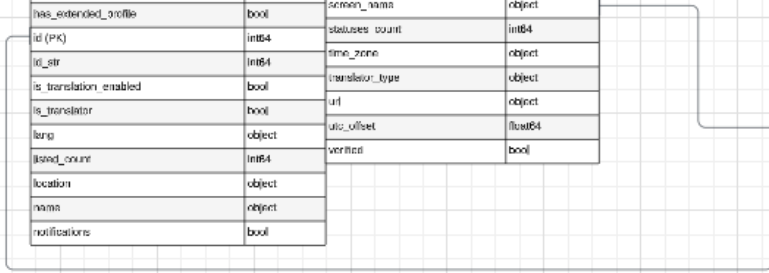 has_extended_profile bool
id (PK) int64
id_str int64
is_translation_enabled bool
is_translator bool
lang object
listed_count int64
location object
name object
notifications bool
screen_name object
statuses_count int64
time_zone object
translator_type object
url object
utc_offset float64
verified bool